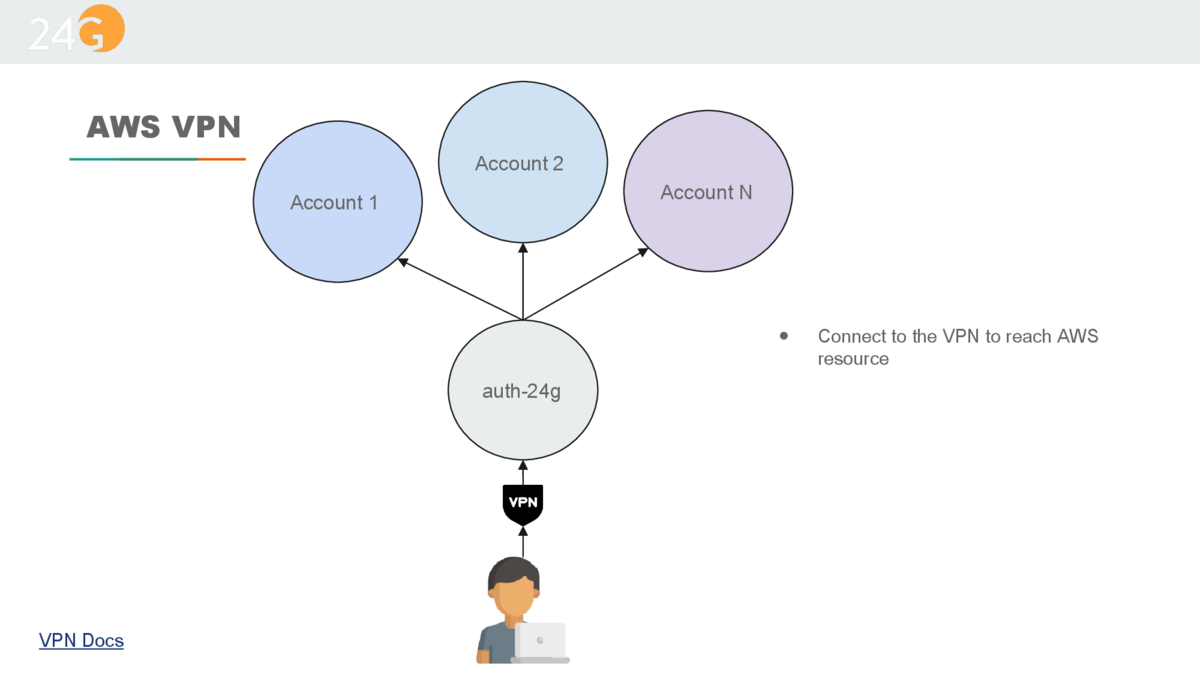 24G
AWS VPN
Account 1
Account 2
Account N
Connect to the VPN to reach AWS
resource
auth-24g
VPN
VPN Docs